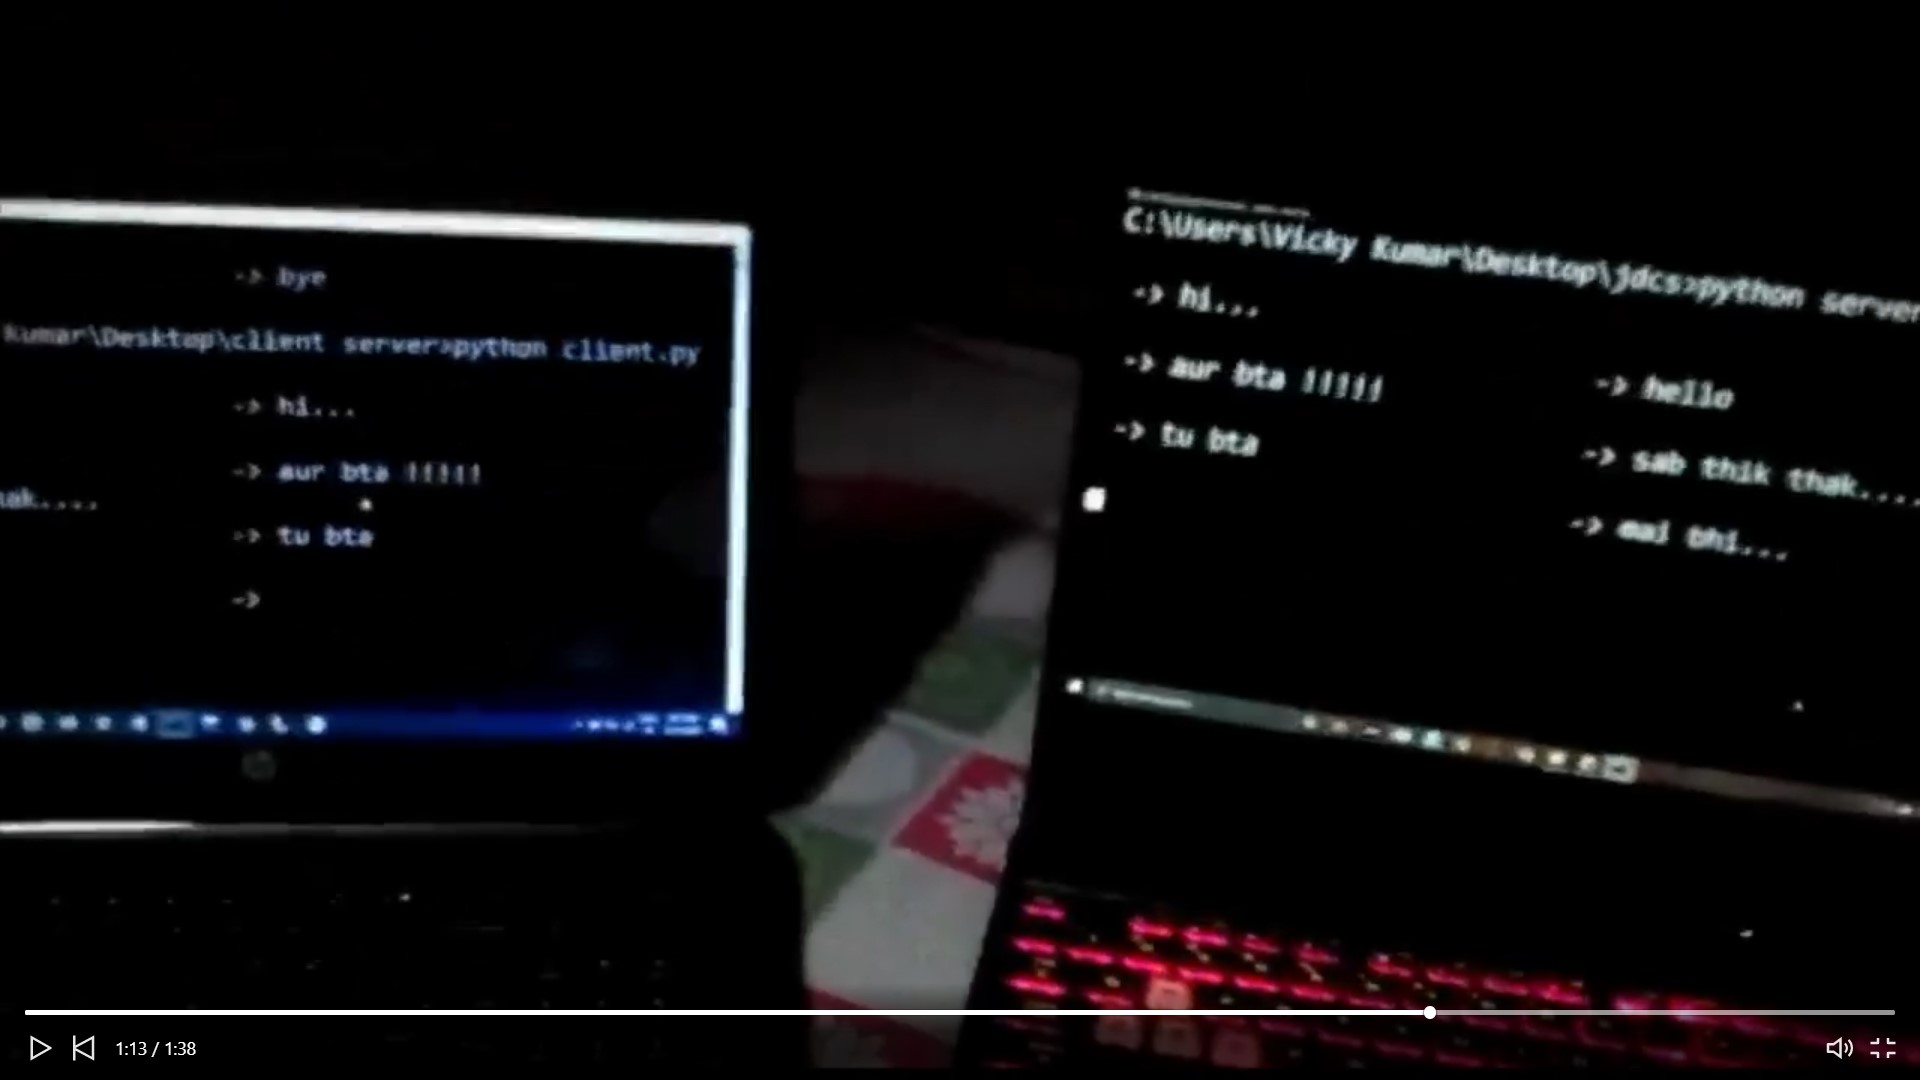 -> bye
Kumar\Desktop\client server>python client.py
-> hi...
-> aur bta !!!!!
....
-> tu bta
->
C:\Users\Vicky Kumar\Desktop\jdcs>python server
-> hi...
-> hello
-> aur bta !!!!!
-> sab thik thak....
-> tu bta
-> mai bhi...
1:13 / 1:38